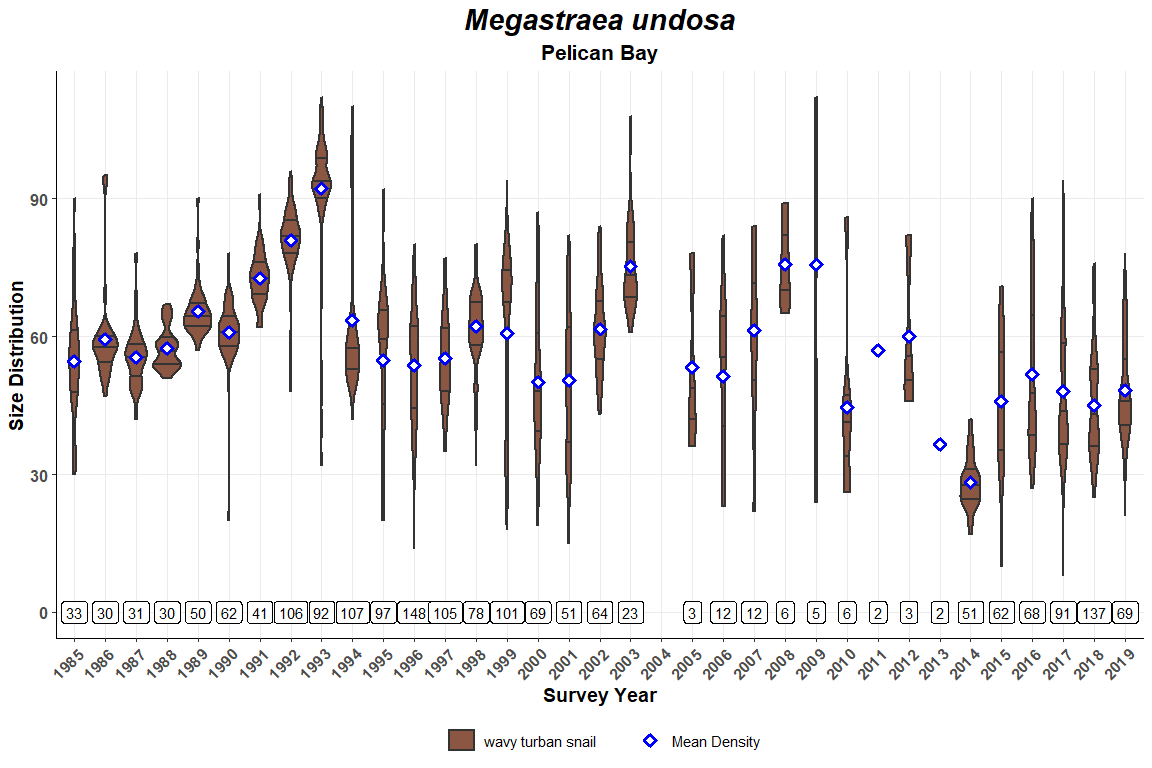 Megastraea undosa
Pelican Bay
Size Distribution
90
60
30
0
33 30 31 30 50 62 41 106 92 107 97 148 105 78 101 69 51 64 23 3 12 12 6 5 6 2 3 2 51 62 68 91 137 69
1985 1986 1987 1988 1989 1990 1991 1992 1993 1994 1995 1996 1997 1998 1999 2000 2001 2002 2003 2004 2005 2006 2007 2008 2009 2010 2011 2012 2013 2014 2015 2016 2017 2018 2019
Survey Year
wavy turban snail Mean Density